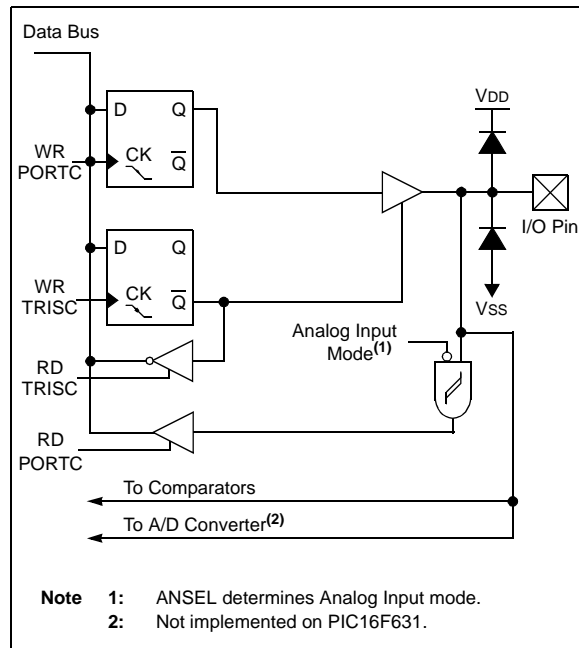 Data Bus
D Q
VDD
WR
PORTC
CK Q
I/O Pin
D Q
WR
TRISC
CK Q
VSS
Analog Input
Mode(1)
RD
TRISC
RD
PORTC
To Comparators
To A/D Converter(2)
Note 1: ANSEL determines Analog Input mode.
2: Not implemented on PIC16F631.